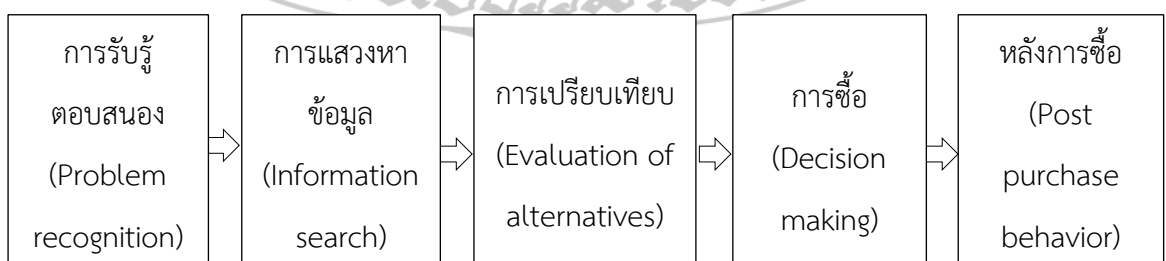 การรับรู้
ตอบสนอง
(Problem
recognition)
การแสวงหา
ข้อมูล
(Information
search)
การเปรียบเทียบ
(Evaluation of
alternatives)
การซื้อ
(Decision
making)
หลังการซื้อ
(Post
purchase
behavior)